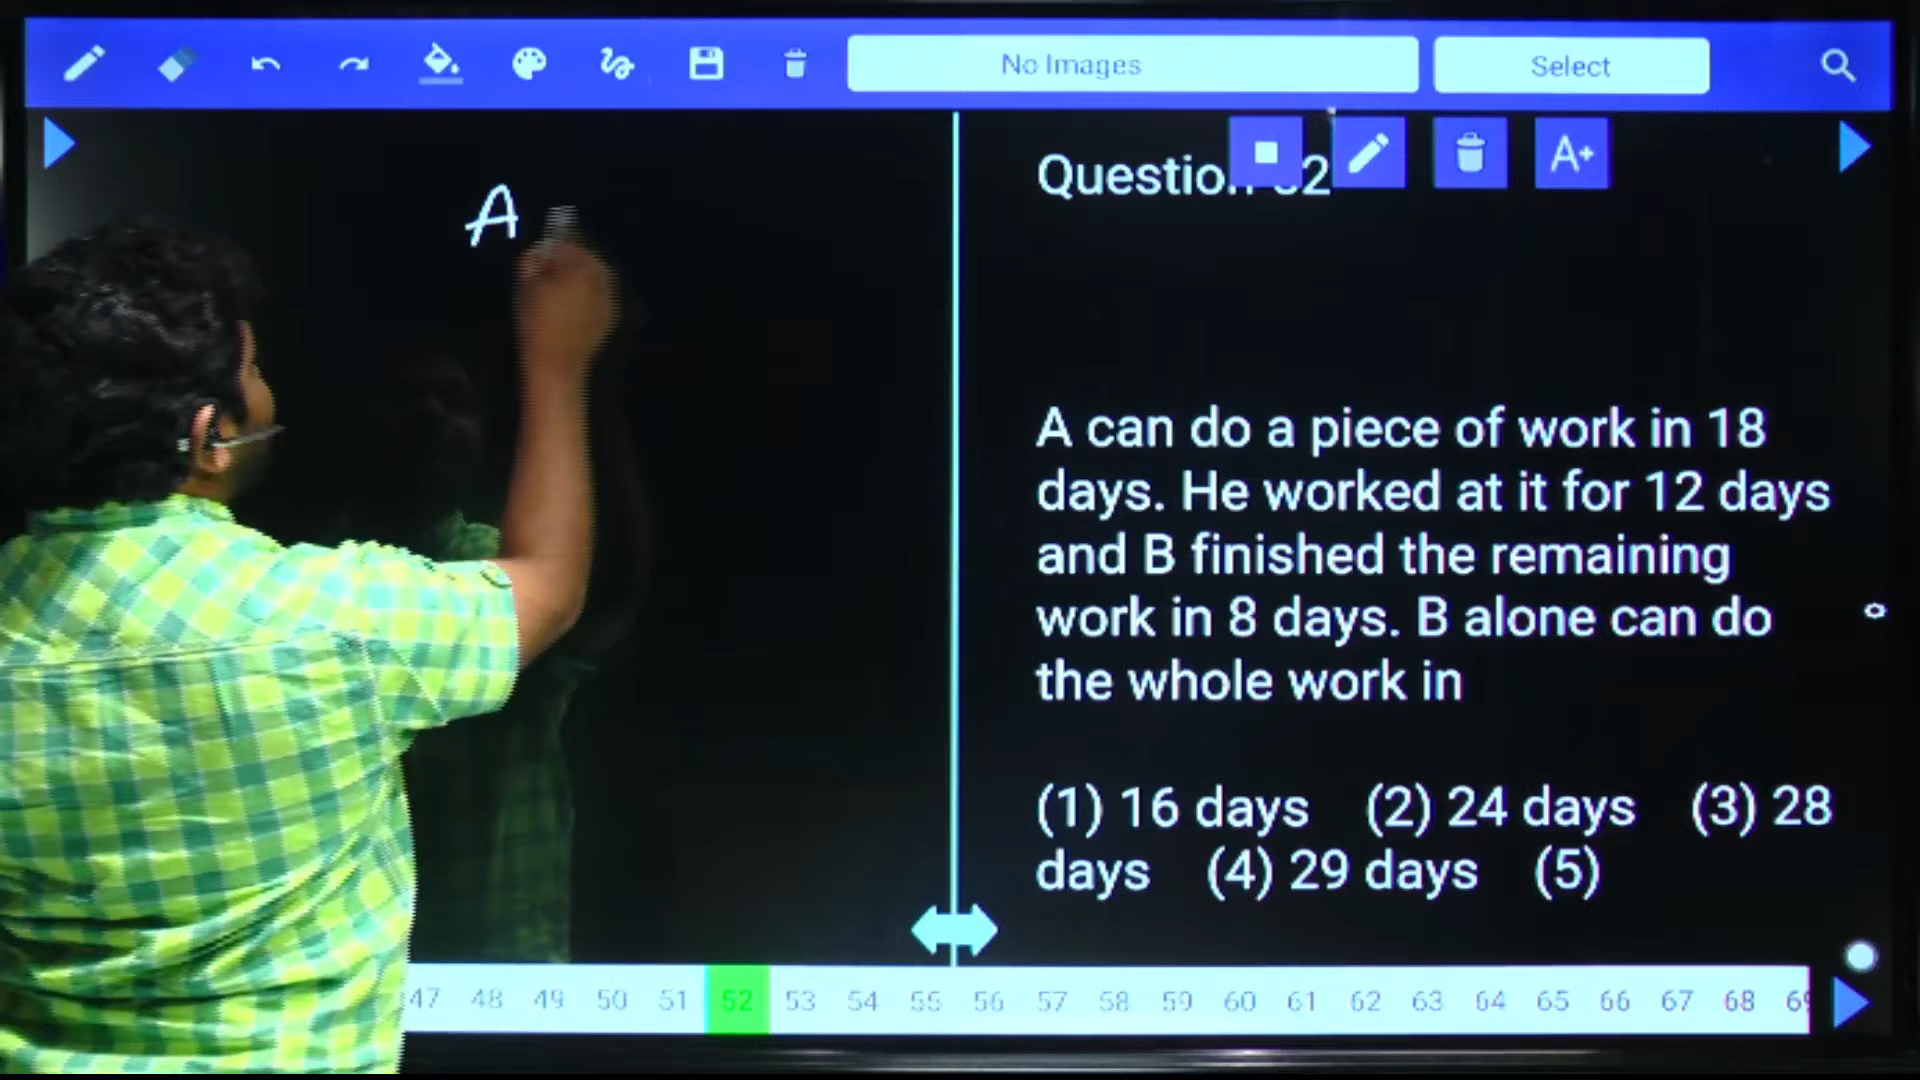 No Images
Select
A
Question 52
A can do a piece of work in 18
days. He worked at it for 12 days
and B finished the remaining
work in 8 days. B alone can do
the whole work in
(1) 16 days (2) 24 days (3) 28
days (4) 29 days (5)
A+
47 48 49 50 51 52 53 54 55 56 57 58 59 60 61 62 63 64 65 66 67 68